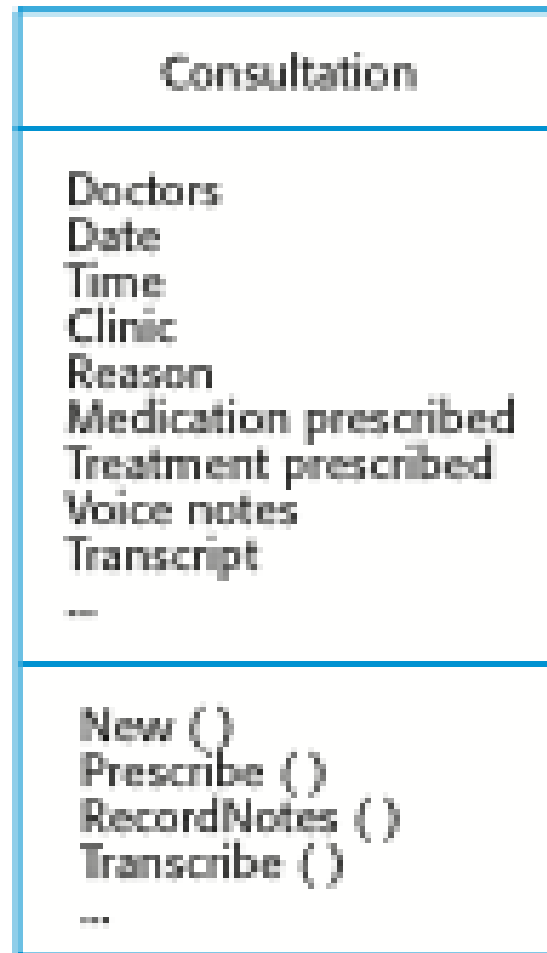 Consultation
Doctors
Date
Time
Clinic
Reason
Medication prescribed
Treatment prescribed
Voice notes
Transcript
...
New ( )
Prescribe ( )
RecordNotes ( )
Transcribe ( )
...